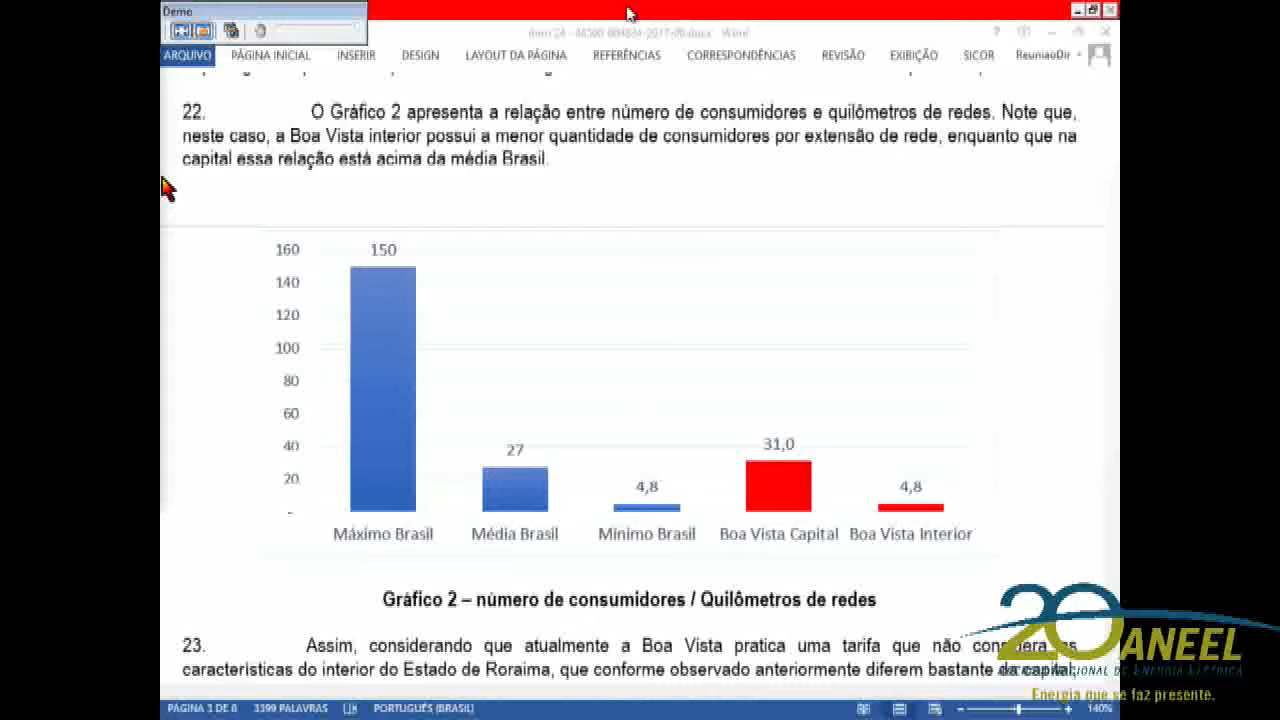 Demo
Word
ARQUIVO PÁGINA INICIAL INSERIR DESIGN LAYOUT DA PÁGINA REFERÊNCIAS CORRESPONDÊNCIAS REVISÃO EXIBIÇÃO SICOR ReuniaoDir
22. O Gráfico 2 apresenta a relação entre número de consumidores e quilômetros de redes. Note que,
neste caso, a Boa Vista interior possui a menor quantidade de consumidores por extensão de rede, enquanto que na
capital essa relação está acima da média Brasil.
160
140
120
100
80
60
40
20
-
150
27
4,8
31,0
4,8
Máximo Brasil Média Brasil Mínimo Brasil Boa Vista Capital Boa Vista Interior
Gráfico 2 – número de consumidores / Quilômetros de redes
23. Assim, considerando que atualmente a Boa Vista pratica uma tarifa que não considera as
características do interior do Estado de Roraima, que conforme observado anteriormente diferem bastante da capital,
20 ANEEL
Energia que se faz presente.
PÁGINA 3 DE 8 3399 PALAVRAS PORTUGUÊS (BRASIL) 140%